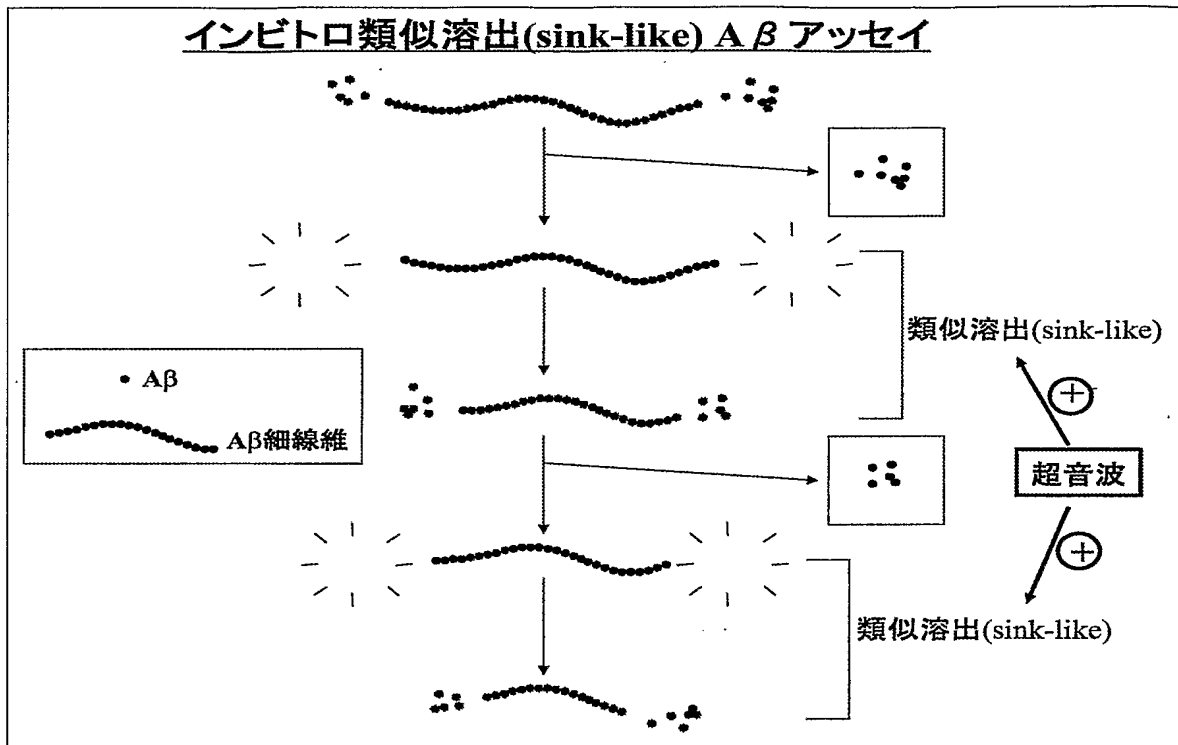 インビトロ類似溶出(sink-like) Aβアッセイ
類似溶出(sink-like)
Aβ
Aβ細線維
+
超音波
+
類似溶出(sink-like)